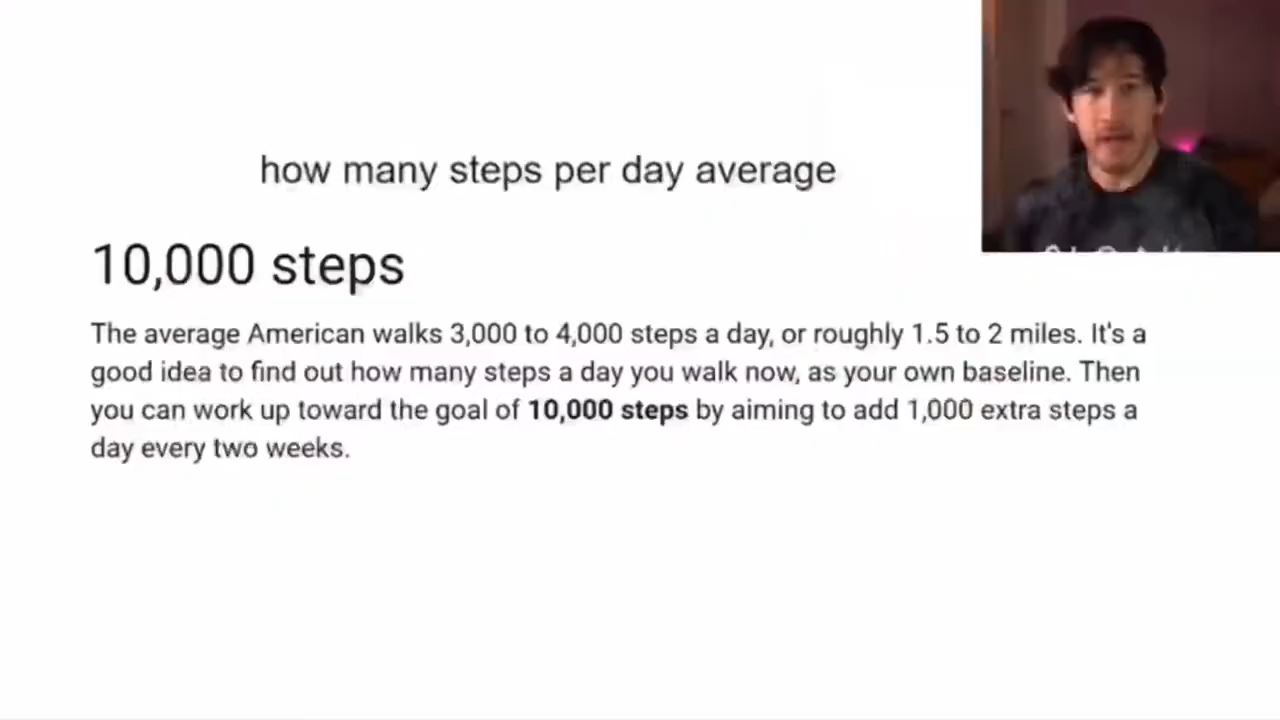 how many steps per day average
10,000 steps
The average American walks 3,000 to 4,000 steps a day, or roughly 1.5 to 2 miles. It's a
good idea to find out how many steps a day you walk now, as your own baseline. Then
you can work up toward the goal of 10,000 steps by aiming to add 1,000 extra steps a
day every two weeks.